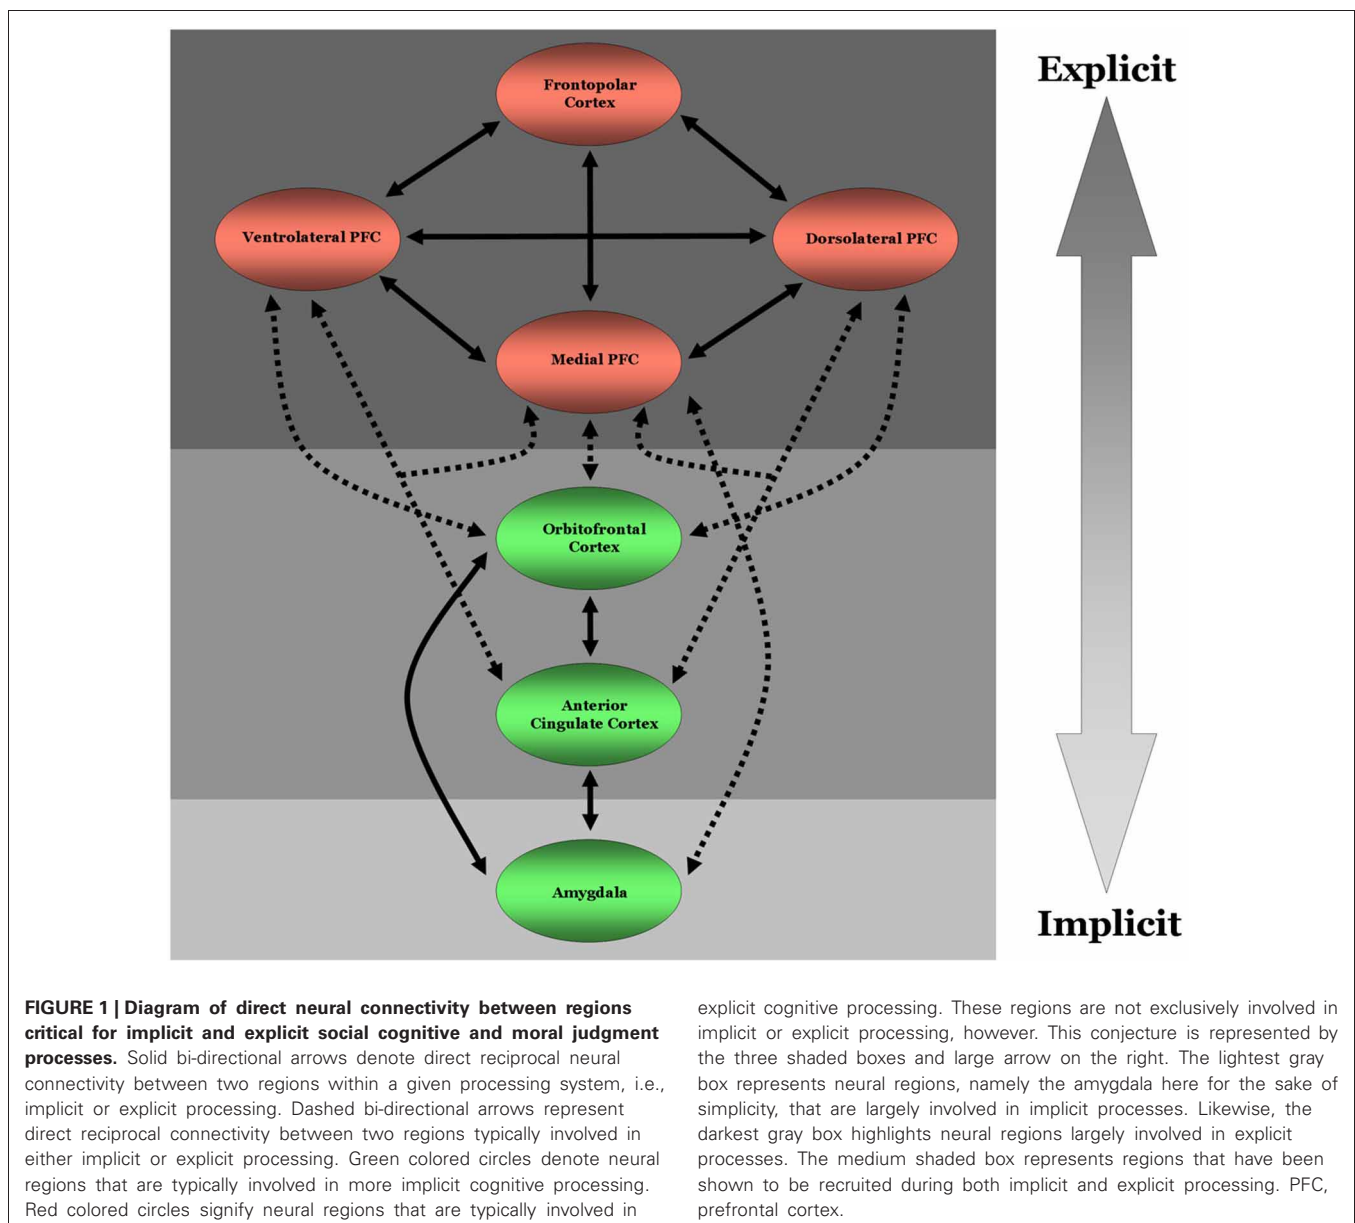 Explicit
Frontopolar
Cortex
Ventrolateral PFC
Dorsolateral PFC
Medial PFC
Orbitofrontal
Cortex
Anterior
Cingulate Cortex
Amygdala
Implicit
FIGURE 1 | Diagram of direct neural connectivity between regions
critical for implicit and explicit social cognitive and moral judgment
processes. Solid bi-directional arrows denote direct reciprocal neural
connectivity between two regions within a given processing system, i.e.,
implicit or explicit processing. Dashed bi-directional arrows represent
direct reciprocal connectivity between two regions typically involved in
either implicit or explicit processing. Green colored circles denote neural
regions that are typically involved in more implicit cognitive processing.
Red colored circles signify neural regions that are typically involved in
explicit cognitive processing. These regions are not exclusively involved in
implicit or explicit processing, however. This conjecture is represented by
the three shaded boxes and large arrow on the right. The lightest gray
box represents neural regions, namely the amygdala here for the sake of
simplicity, that are largely involved in implicit processes. Likewise, the
darkest gray box highlights neural regions largely involved in explicit
processes. The medium shaded box represents regions that have been
shown to be recruited during both implicit and explicit processing. PFC,
prefrontal cortex.